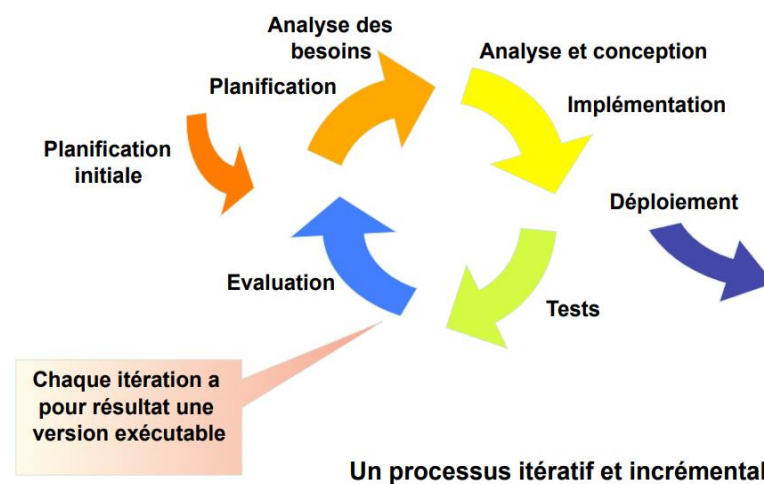 Analyse des
besoins
Planification
Analyse et conception
Implémentation
Planification
initiale
Déploiement
Evaluation
Tests
Chaque itération a
pour résultat une
version exécutable
Un processus itératif et incrémental